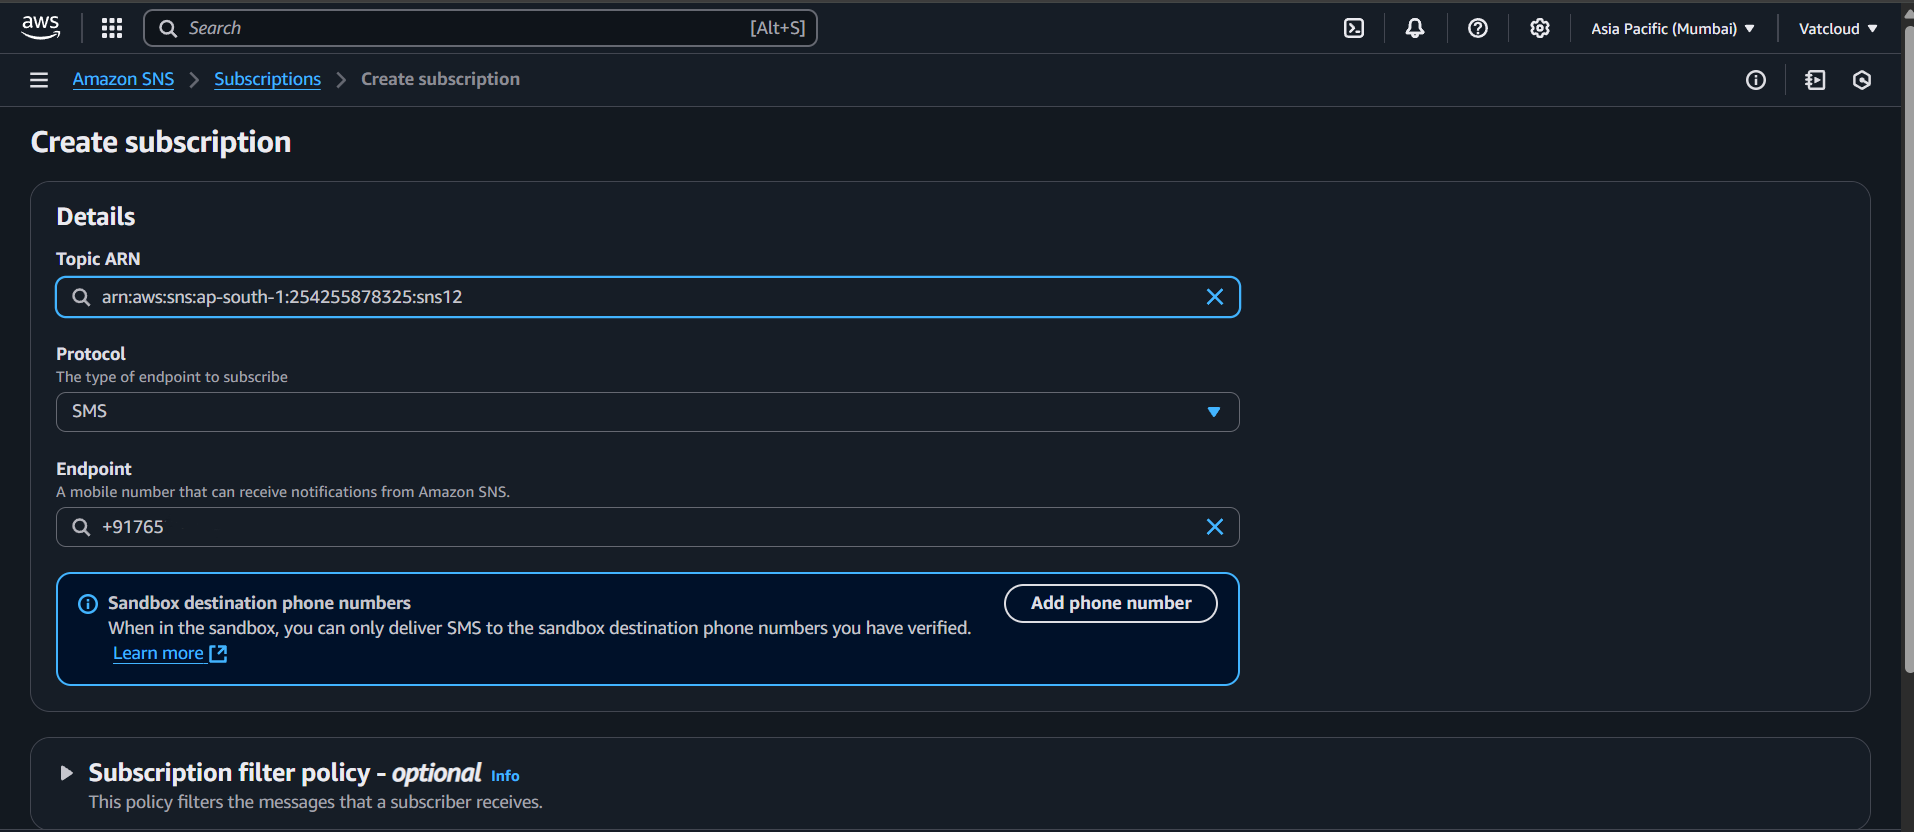 aws
Search [Alt+S]
Asia Pacific (Mumbai) Vatcloud
Amazon SNS Subscriptions Create subscription
Create subscription
Details
Topic ARN
arn:aws:sns:ap-south-1:254255878325:sns12
Protocol
The type of endpoint to subscribe
SMS
Endpoint
A mobile number that can receive notifications from Amazon SNS.
+91765
Sandbox destination phone numbers
Add phone number
When in the sandbox, you can only deliver SMS to the sandbox destination phone numbers you have verified.
Learn more
Subscription filter policy - optional Info
This policy filters the messages that a subscriber receives.